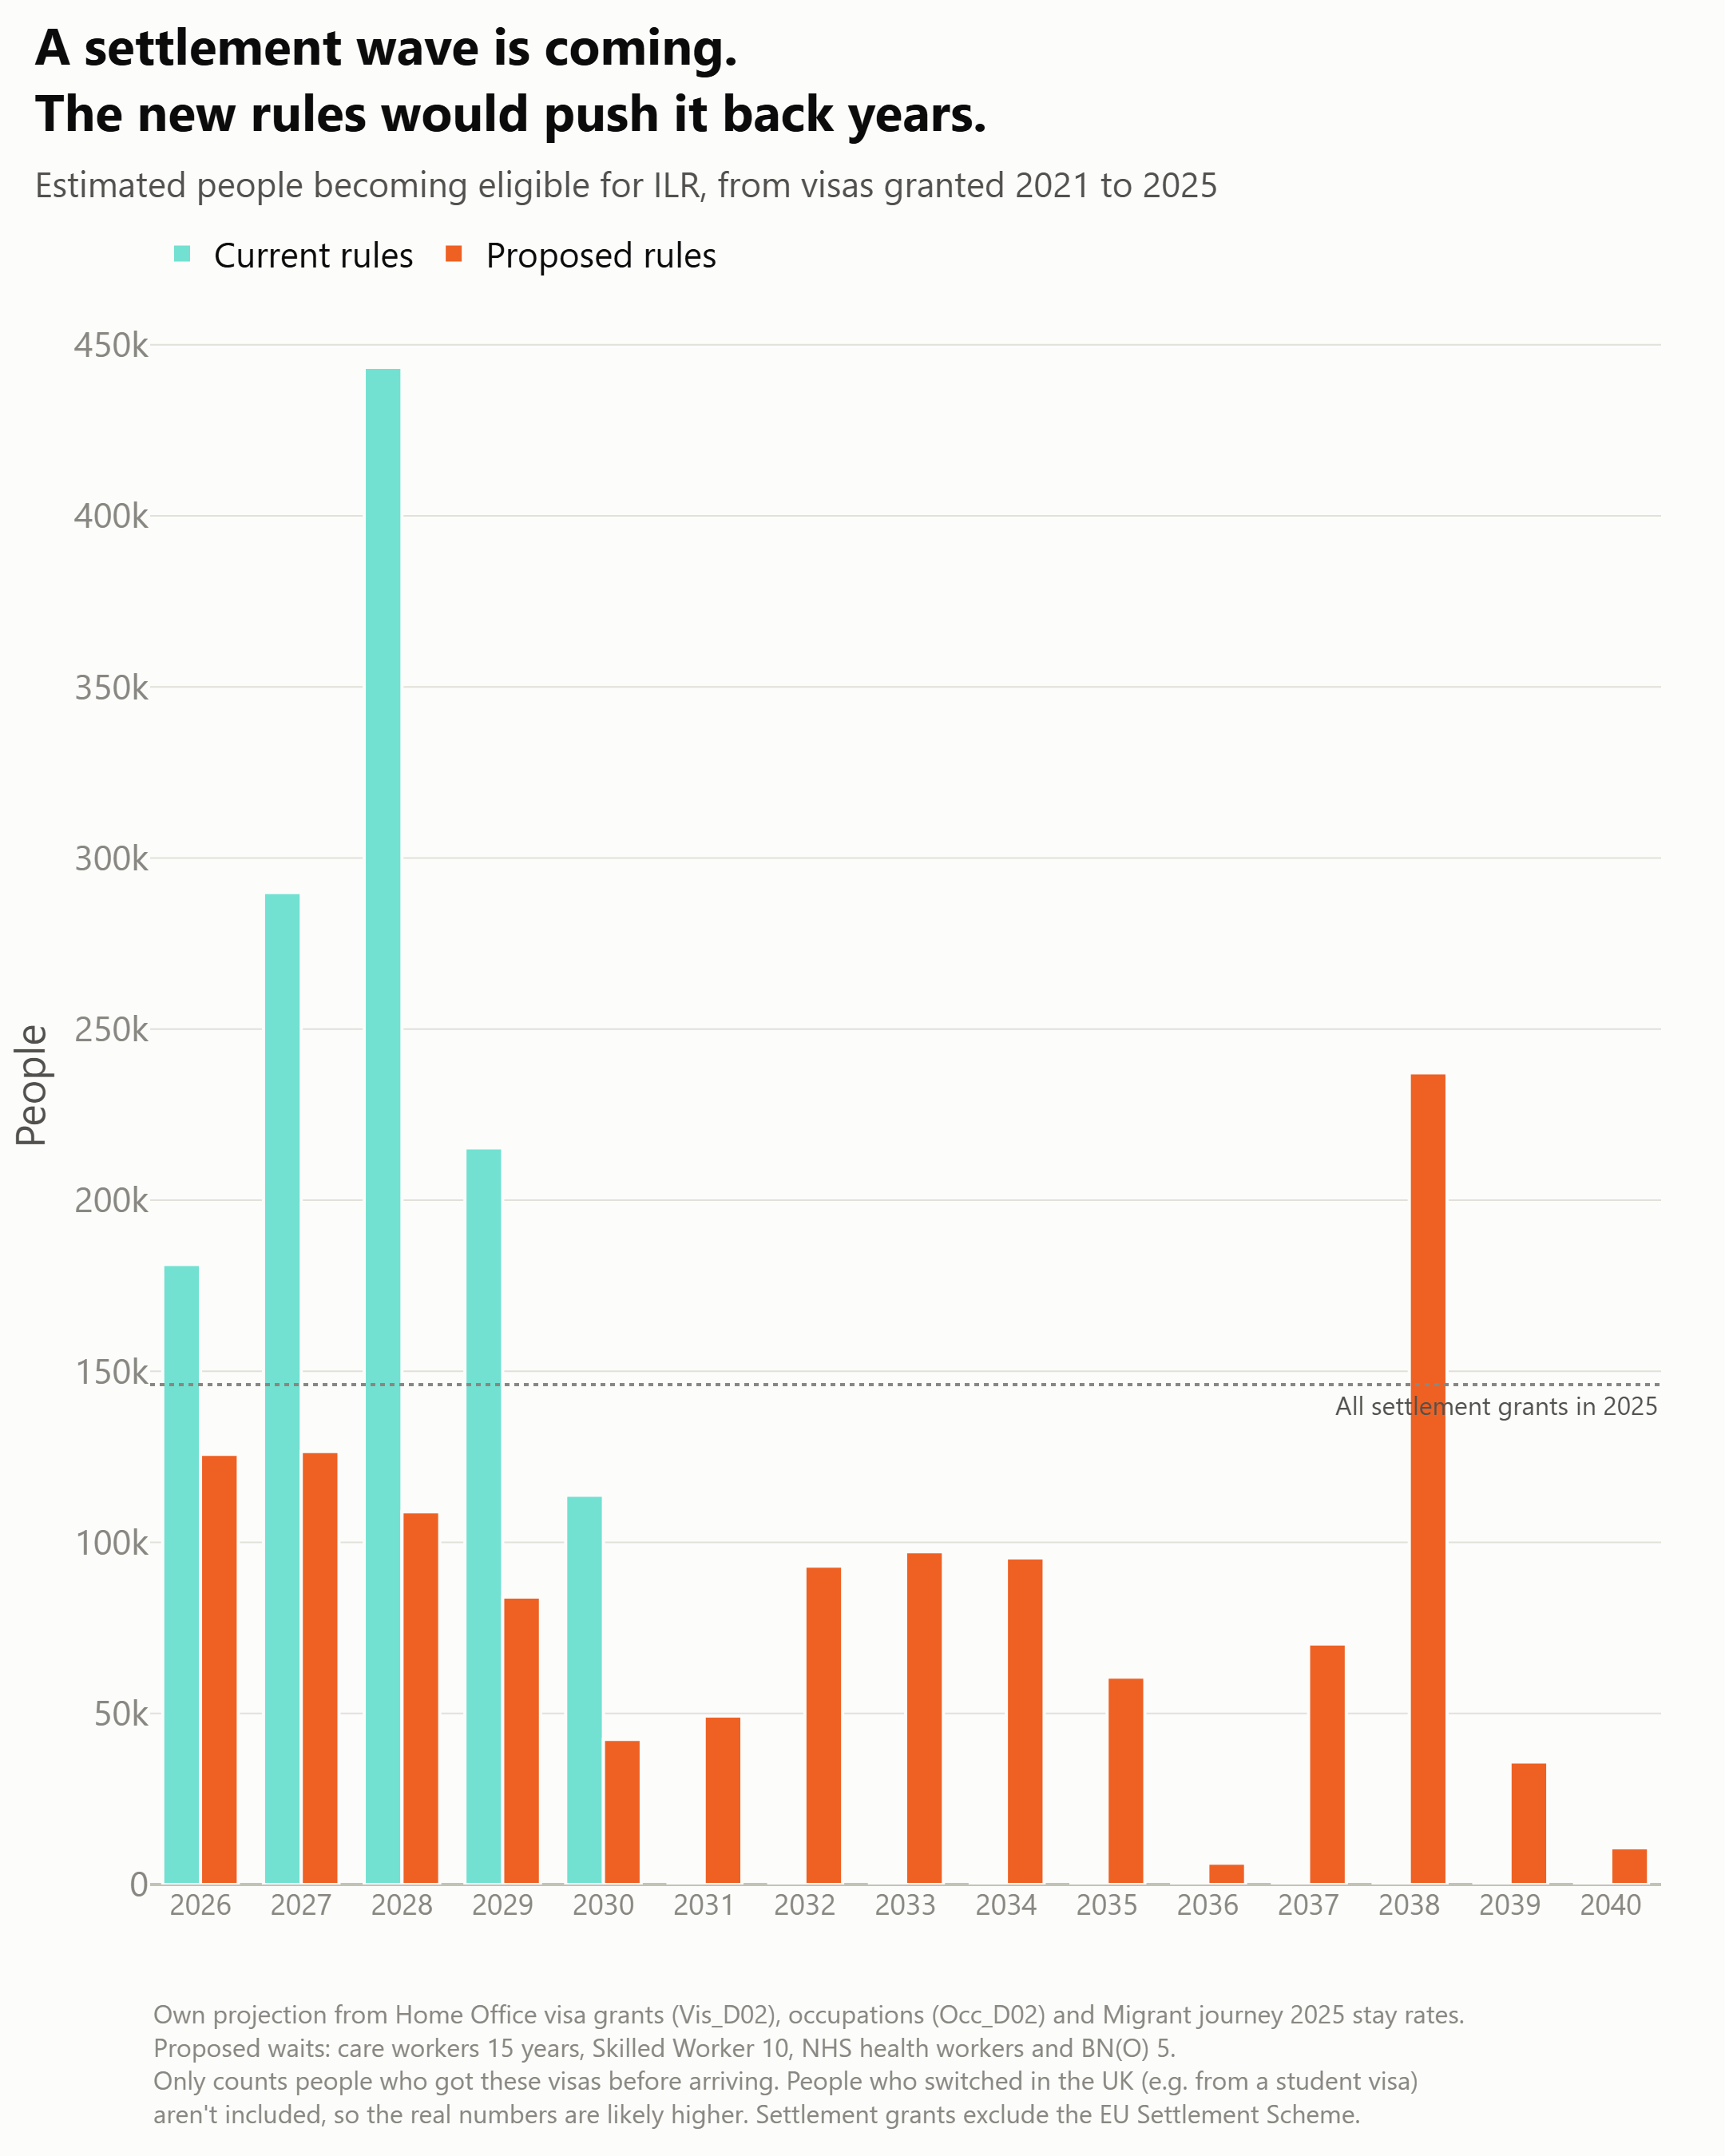 A settlement wave is coming.
The new rules would push it back years.
Estimated people becoming eligible for ILR, from visas granted 2021 to 2025
Current rules Proposed rules
450k
400k
350k
300k
250k
200k
150k
100k
50k
0
People
All settlement grants in 2025
2026 2027 2028 2029 2030 2031 2032 2033 2034 2035 2036 2037 2038 2039 2040
Own projection from Home Office visa grants (Vis_D02), occupations (Occ_D02) and Migrant journey 2025 stay rates.
Proposed waits: care workers 15 years, Skilled Worker 10, NHS health workers and BN(O) 5.
Only counts people who got these visas before arriving. People who switched in the UK (e.g. from a student visa)
aren't included, so the real numbers are likely higher. Settlement grants exclude the EU Settlement Scheme.